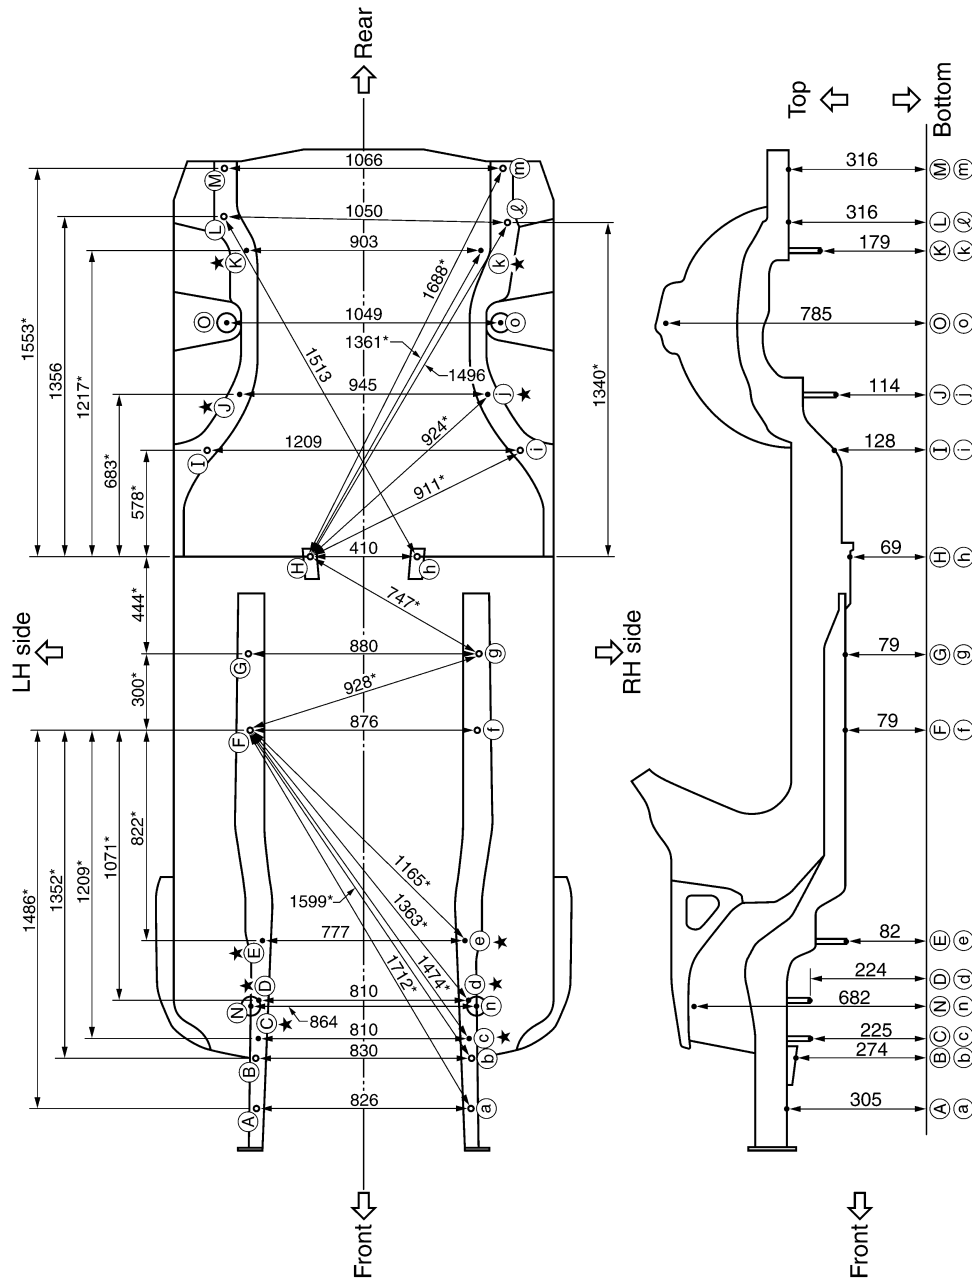 Rear
Top
Bottom
LH side
RH side
Front
Front
1553*
1356
1217*
683*
578*
444*
300*
822*
1071*
1209*
1352*
1486*
1066
1050
903
1049
945
1209
410
880
876
777
810
864
810
830
826
1688*
1361*
1496
1513
924*
911*
1340*
747*
928*
1165*
1363*
1599*
1474*
1712*
M
L
★ K
O
★ J
I
H
G
F
★ E
★ D
N
C ★
B
A
m
ℓ
k ★
o
j ★
i
h
g
f
e ★
d ★
n
c ★
b
a
316 M m
316 L ℓ
179 K k
785 O o
114 J j
128 I i
69 H h
79 G g
79 F f
82 E e
224 D d
682 N n
225 C c
274 B b
305 A a